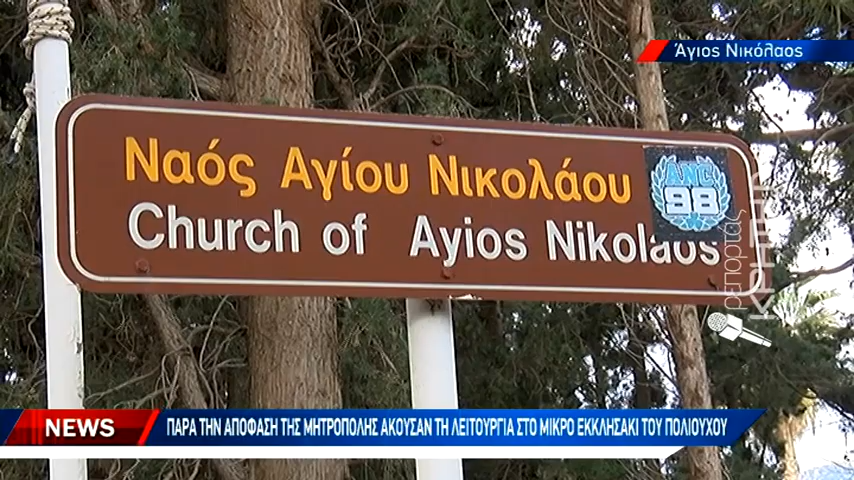 Άγιος Νικόλαος
Ναός Αγίου Νικολάου
Church of Ayios Nikolaos
98
ρεπορτάζ
NEWS
ΠΑΡΑ ΤΗΝ ΑΠΟΦΑΣΗ ΤΗΣ ΜΗΤΡΟΠΟΛΗΣ ΑΚΟΥΣΑΝ ΤΗ ΛΕΙΤΟΥΡΓΙΑ ΣΤΟ ΜΙΚΡΟ ΕΚΚΛΗΣΑΚΙ ΤΟΥ ΠΟΛΙΟΥΧΟΥ